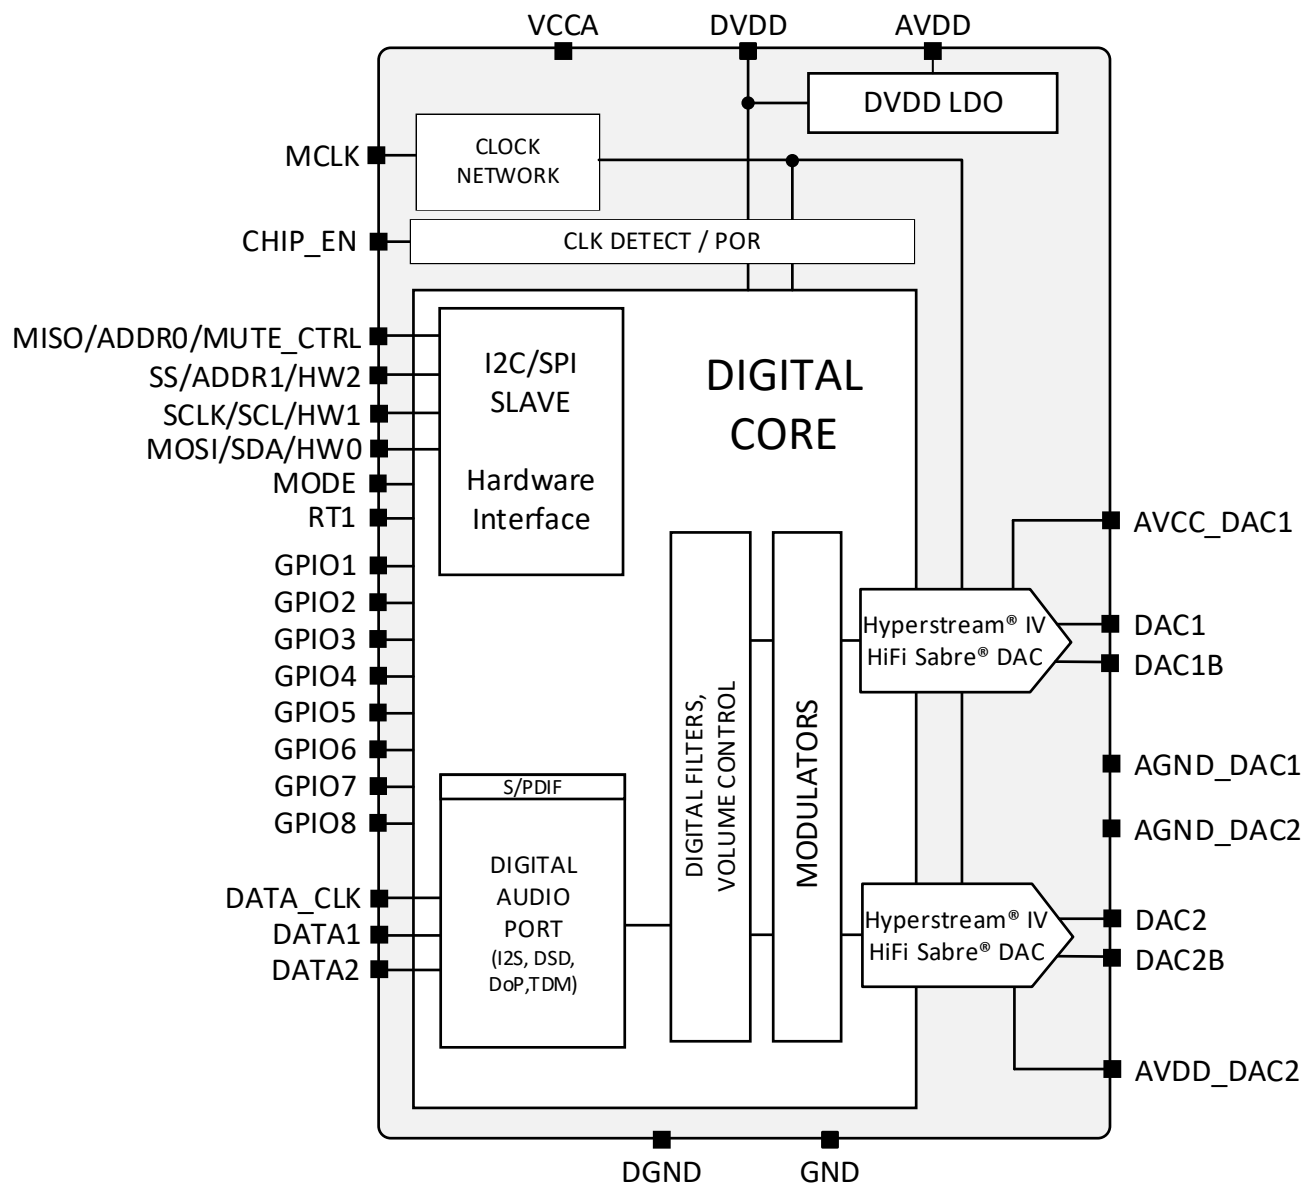 VCCA
DVDD
AVDD
DVDD LDO
MCLK
CLOCK
NETWORK
CHIP_EN
CLK DETECT / POR
MISO/ADDR0/MUTE_CTRL
SS/ADDR1/HW2
SCLK/SCL/HW1
MOSI/SDA/HW0
MODE
RT1
I2C/SPI
SLAVE
Hardware
Interface
DIGITAL
CORE
GPIO1
GPIO2
GPIO3
GPIO4
GPIO5
GPIO6
GPIO7
GPIO8
DATA_CLK
DATA1
DATA2
S/PDIF
DIGITAL
AUDIO
PORT
(I2S, DSD,
DoP,TDM)
DIGITAL FILTERS,
VOLUME CONTROL
MODULATORS
Hyperstream® IV
HiFi Sabre® DAC
Hyperstream® IV
HiFi Sabre® DAC
AVCC_DAC1
DAC1
DAC1B
AGND_DAC1
AGND_DAC2
DAC2
DAC2B
AVDD_DAC2
DGND
GND